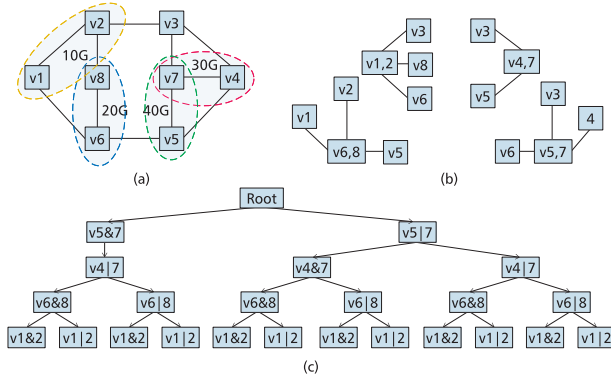 v2 v3
10G 30G
v1 v8 v7 v4
20G 40G
v6 v5
(a)
v3
v1,2 v8
v2 v6
v1
v6,8 v5
v3
v4,7
v5 v3
4
v6 v5,7
(b)
Root
v5&7 v5|7
v4|7 v4&7 v4|7
v6&8 v6|8 v6&8 v6|8 v6&8 v6|8
v1&2 v1|2 v1&2 v1|2 v1&2 v1|2 v1&2 v1|2 v1&2 v1|2 v1&2 v1|2
(c)